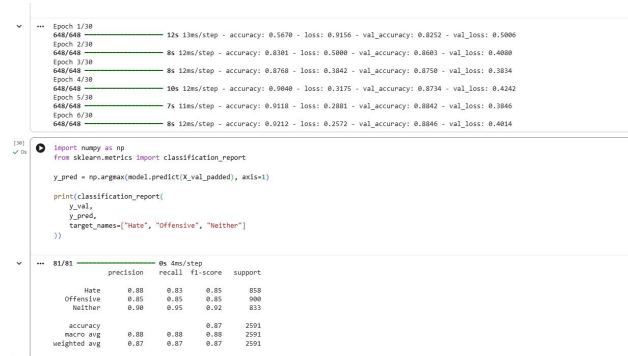 Epoch 1/30
648/648 ━━━━━━━━━━━━━━━━━━━━ 12s 13ms/step - accuracy: 0.5670 - loss: 0.9156 - val_accuracy: 0.8252 - val_loss: 0.5006
Epoch 2/30
648/648 ━━━━━━━━━━━━━━━━━━━━ 8s 12ms/step - accuracy: 0.8301 - loss: 0.5000 - val_accuracy: 0.8603 - val_loss: 0.4080
Epoch 3/30
648/648 ━━━━━━━━━━━━━━━━━━━━ 8s 12ms/step - accuracy: 0.8768 - loss: 0.3842 - val_accuracy: 0.8750 - val_loss: 0.3834
Epoch 4/30
648/648 ━━━━━━━━━━━━━━━━━━━━ 10s 12ms/step - accuracy: 0.9040 - loss: 0.3175 - val_accuracy: 0.8734 - val_loss: 0.4242
Epoch 5/30
648/648 ━━━━━━━━━━━━━━━━━━━━ 7s 11ms/step - accuracy: 0.9118 - loss: 0.2881 - val_accuracy: 0.8842 - val_loss: 0.3846
Epoch 6/30
648/648 ━━━━━━━━━━━━━━━━━━━━ 8s 12ms/step - accuracy: 0.9212 - loss: 0.2572 - val_accuracy: 0.8846 - val_loss: 0.4014
[30]
0s
import numpy as np
from sklearn.metrics import classification_report
y_pred = np.argmax(model.predict(X_val_padded), axis=1)
print(classification_report(
    y_val,
    y_pred,
    target_names=["Hate", "Offensive", "Neither"]
))
81/81 ━━━━━━━━━━━━━━━━━━━━ 0s 4ms/step
              precision    recall  f1-score   support
        Hate       0.88      0.83      0.85       858
   Offensive       0.85      0.85      0.85       900
     Neither       0.90      0.95      0.92       833
    accuracy                           0.87      2591
   macro avg       0.88      0.88      0.88      2591
weighted avg       0.87      0.87      0.87      2591